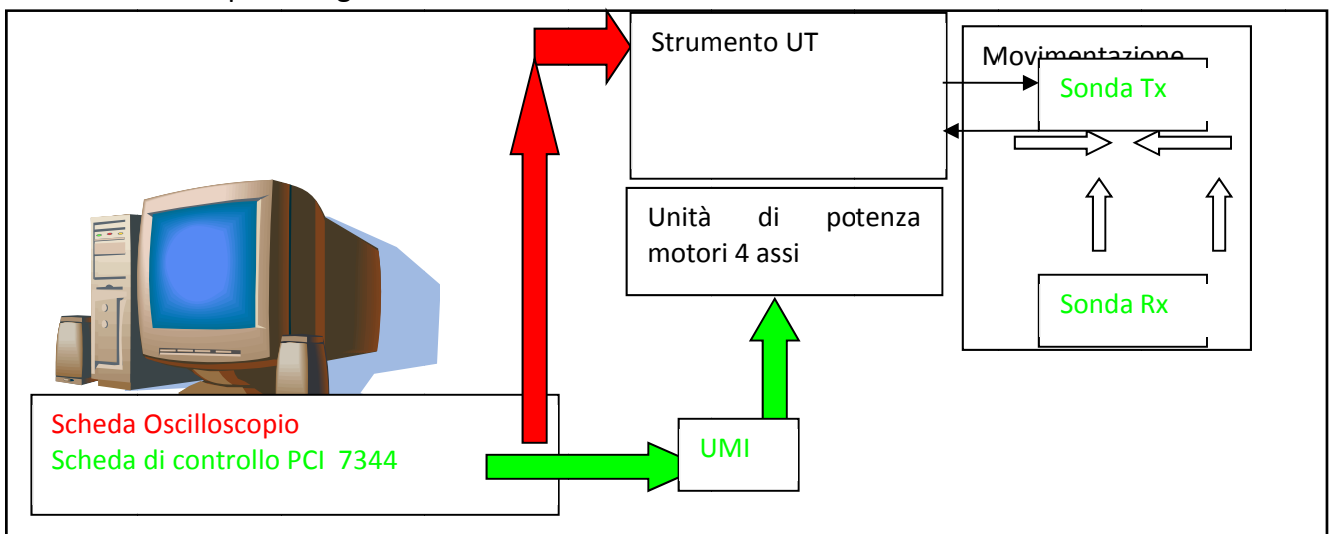 Strumento UT
Movimentazione
Sonda Tx
Unità di potenza
motori 4 assi
Sonda Rx
Scheda Oscilloscopio
Scheda di controllo PCI 7344
UMI